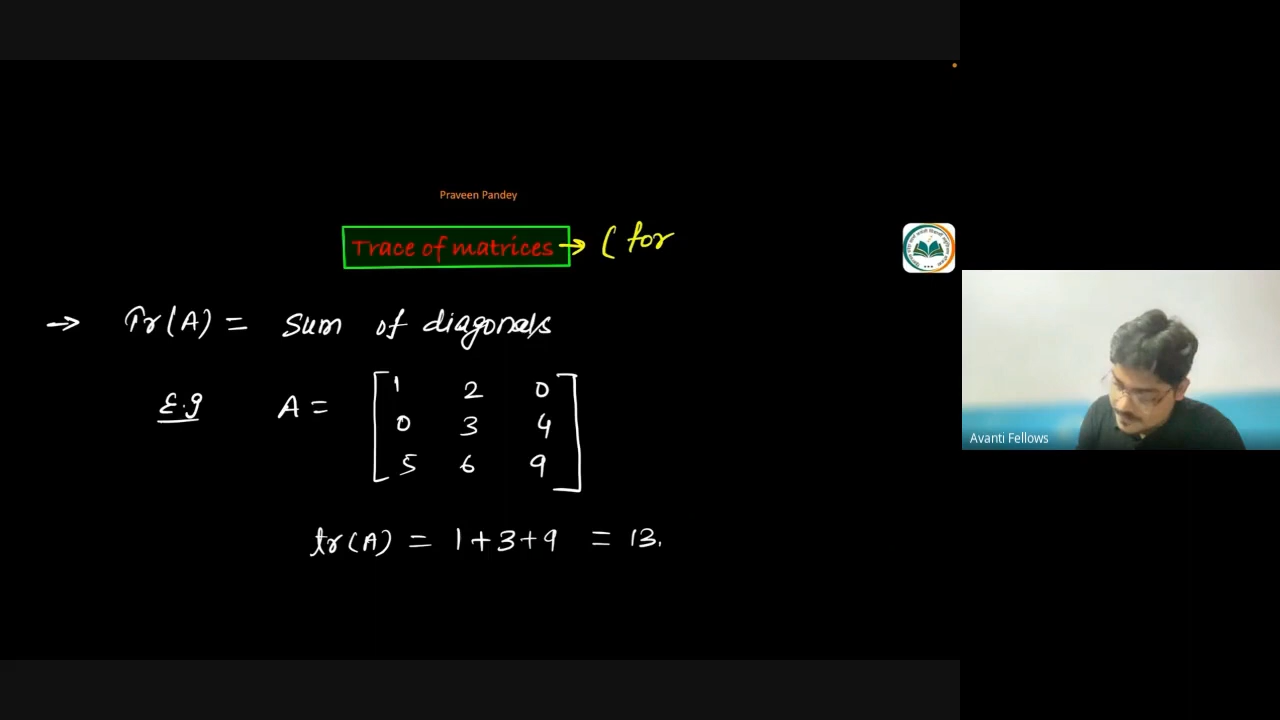 Praveen Pandey
Trace of matrices → ( for
→ Tr(A) = Sum of diagonals
E.g A = [1 2 0
0 3 4
5 6 9]
tr(A) = 1+3+9 = 13.
Avanti Fellows